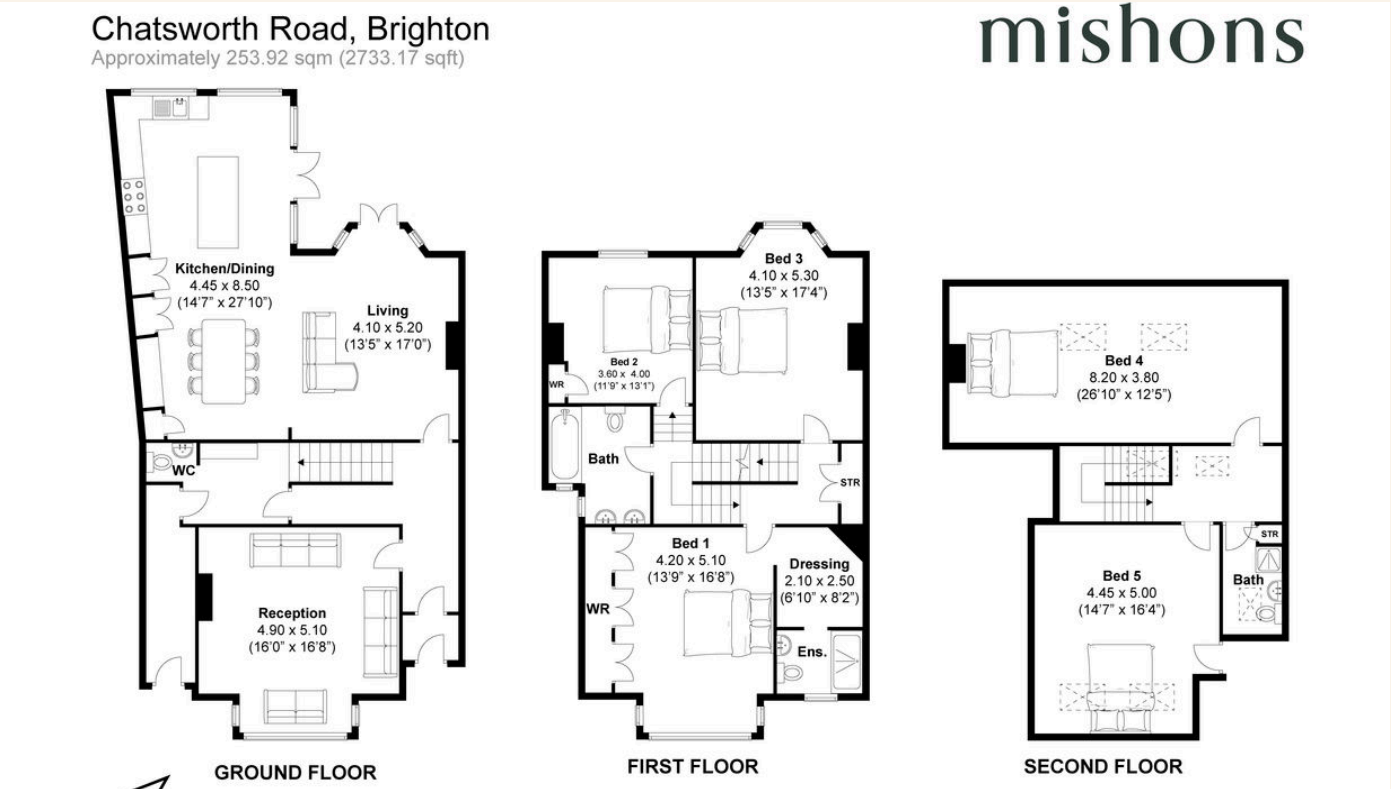 Chatsworth Road, Brighton
Approximately 253.92 sqm (2733.17 sqft)
mishons
Kitchen/Dining
4.45 x 8.50
(14'7" x 27'10")
Living
4.10 x 5.20
(13'5" x 17'0")
WC
Reception
4.90 x 5.10
(16'0" x 16'8")
GROUND FLOOR
Bed 3
4.10 x 5.30
(13'5" x 17'4")
Bed 2
3.60 x 4.00
(11'9" x 13'1")
WR
Bath
STR
Bed 1
4.20 x 5.10
(13'9" x 16'8")
Dressing
2.10 x 2.50
(6'10" x 8'2")
WR
Ens.
FIRST FLOOR
Bed 4
8.20 x 3.80
(26'10" x 12'5")
STR
Bath
Bed 5
4.45 x 5.00
(14'7" x 16'4")
SECOND FLOOR